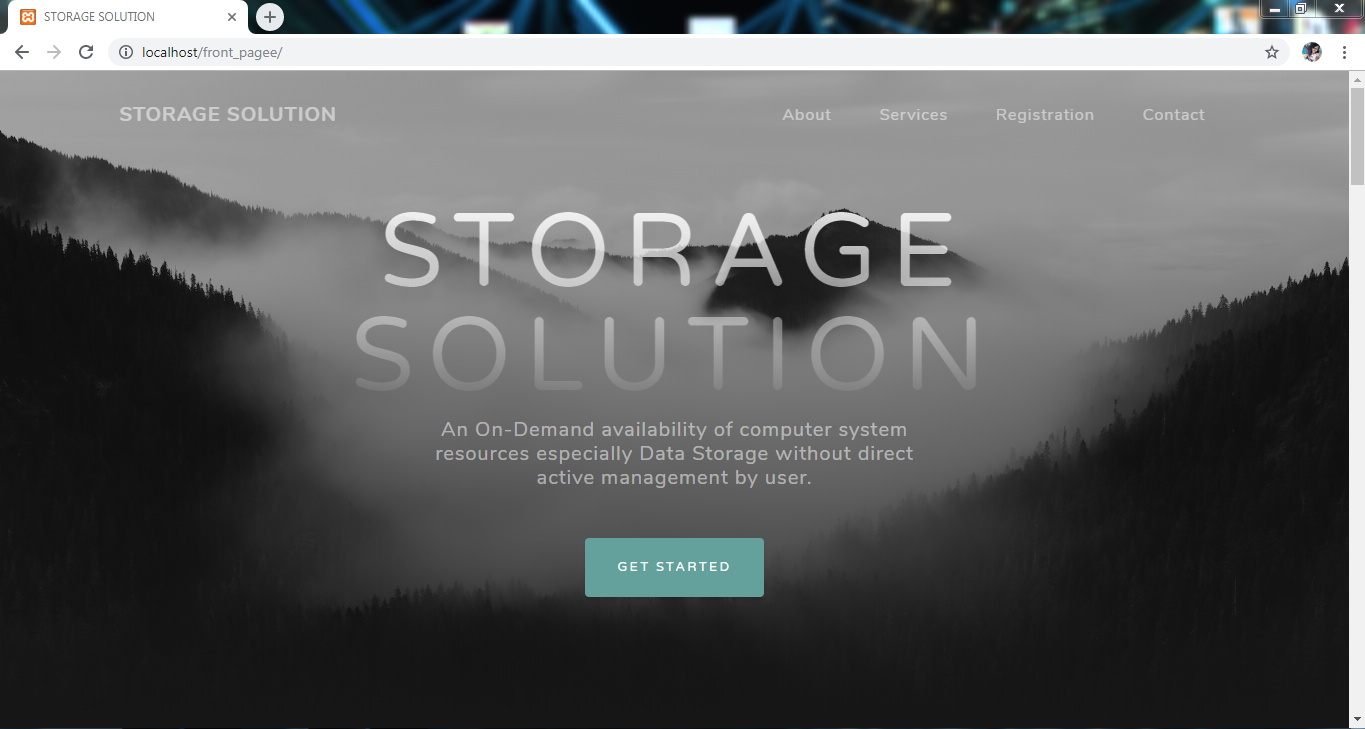 STORAGE SOLUTION
localhost/front_pagee/
STORAGE SOLUTION
About Services Registration Contact
STORAGE
SOLUTION
An On-Demand availability of computer system
resources especially Data Storage without direct
active management by user.
GET STARTED